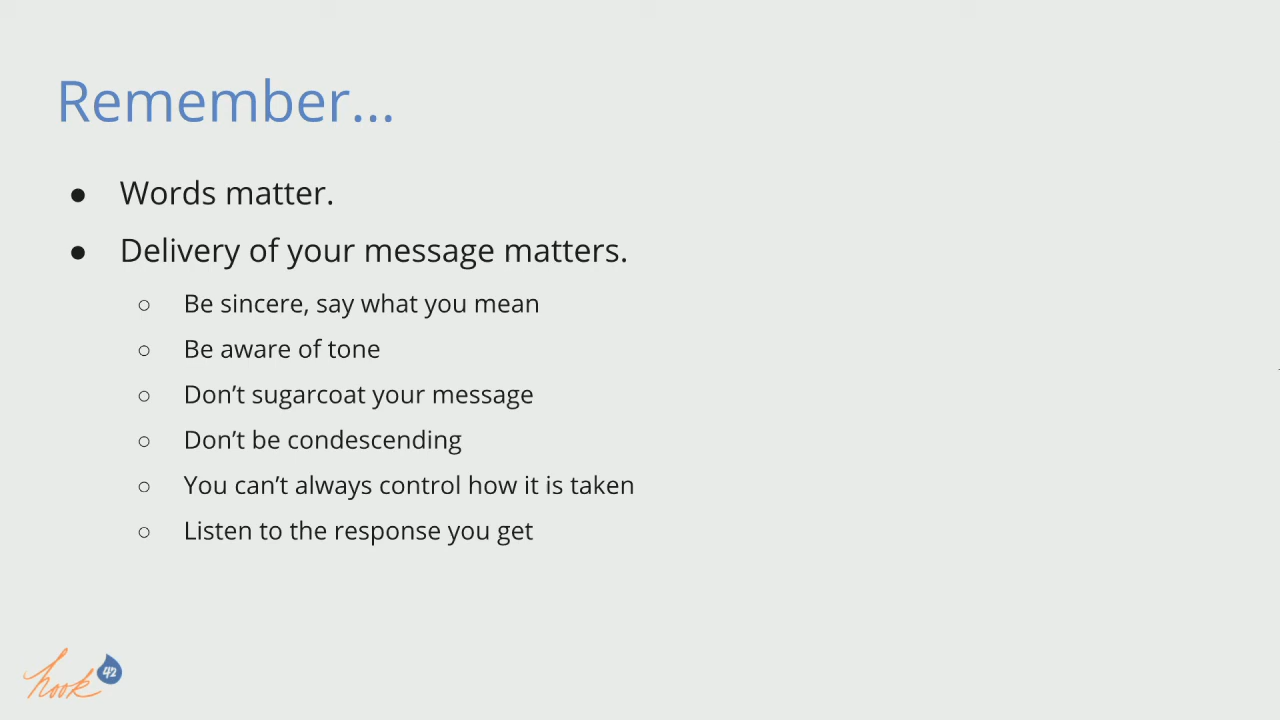 Remember...
● Words matter.
● Delivery of your message matters.
○ Be sincere, say what you mean
○ Be aware of tone
○ Don’t sugarcoat your message
○ Don’t be condescending
○ You can’t always control how it is taken
○ Listen to the response you get
hook 42